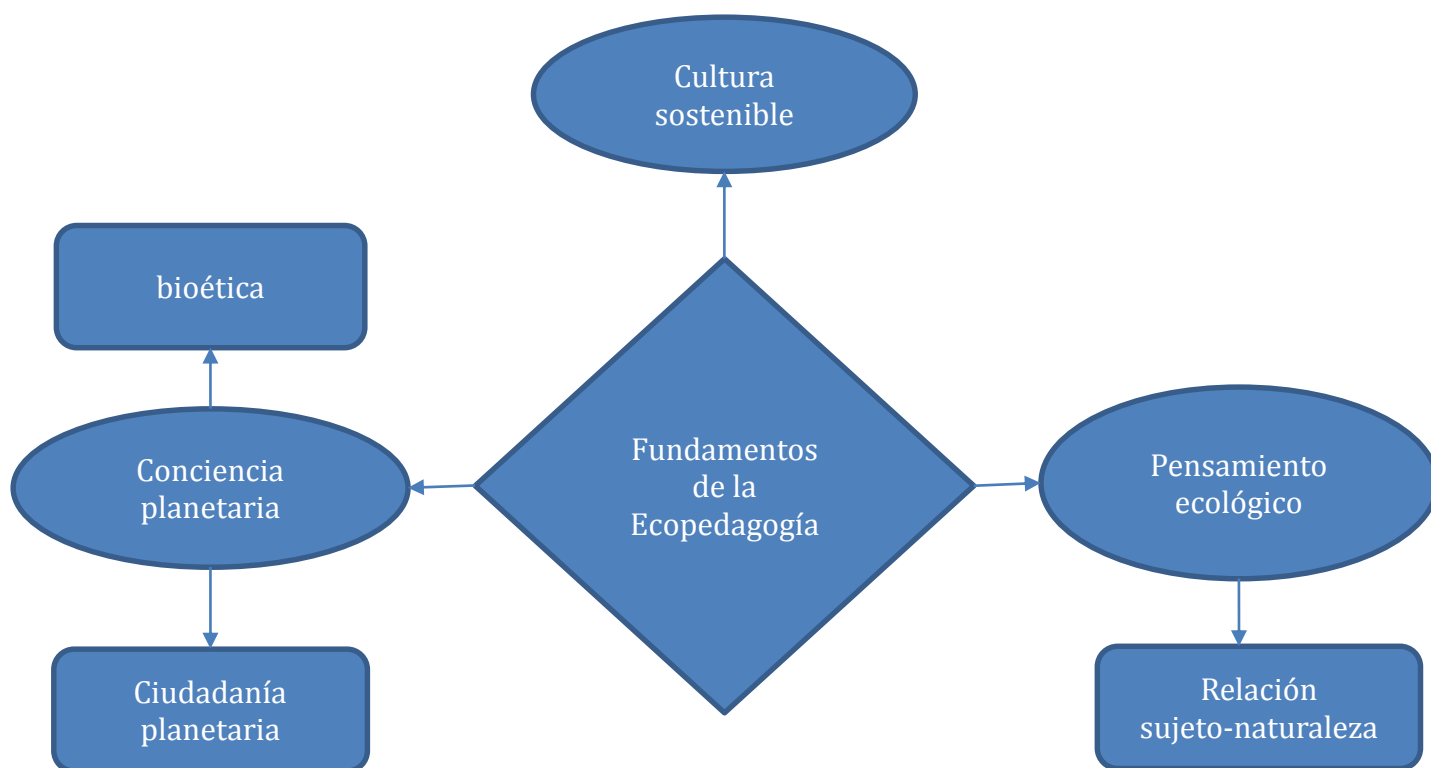 Cultura
sostenible
bioética
Conciencia
planetaria
Fundamentos
de la
Ecopedagogía
Pensamiento
ecológico
Ciudadanía
planetaria
Relación
sujeto-naturaleza